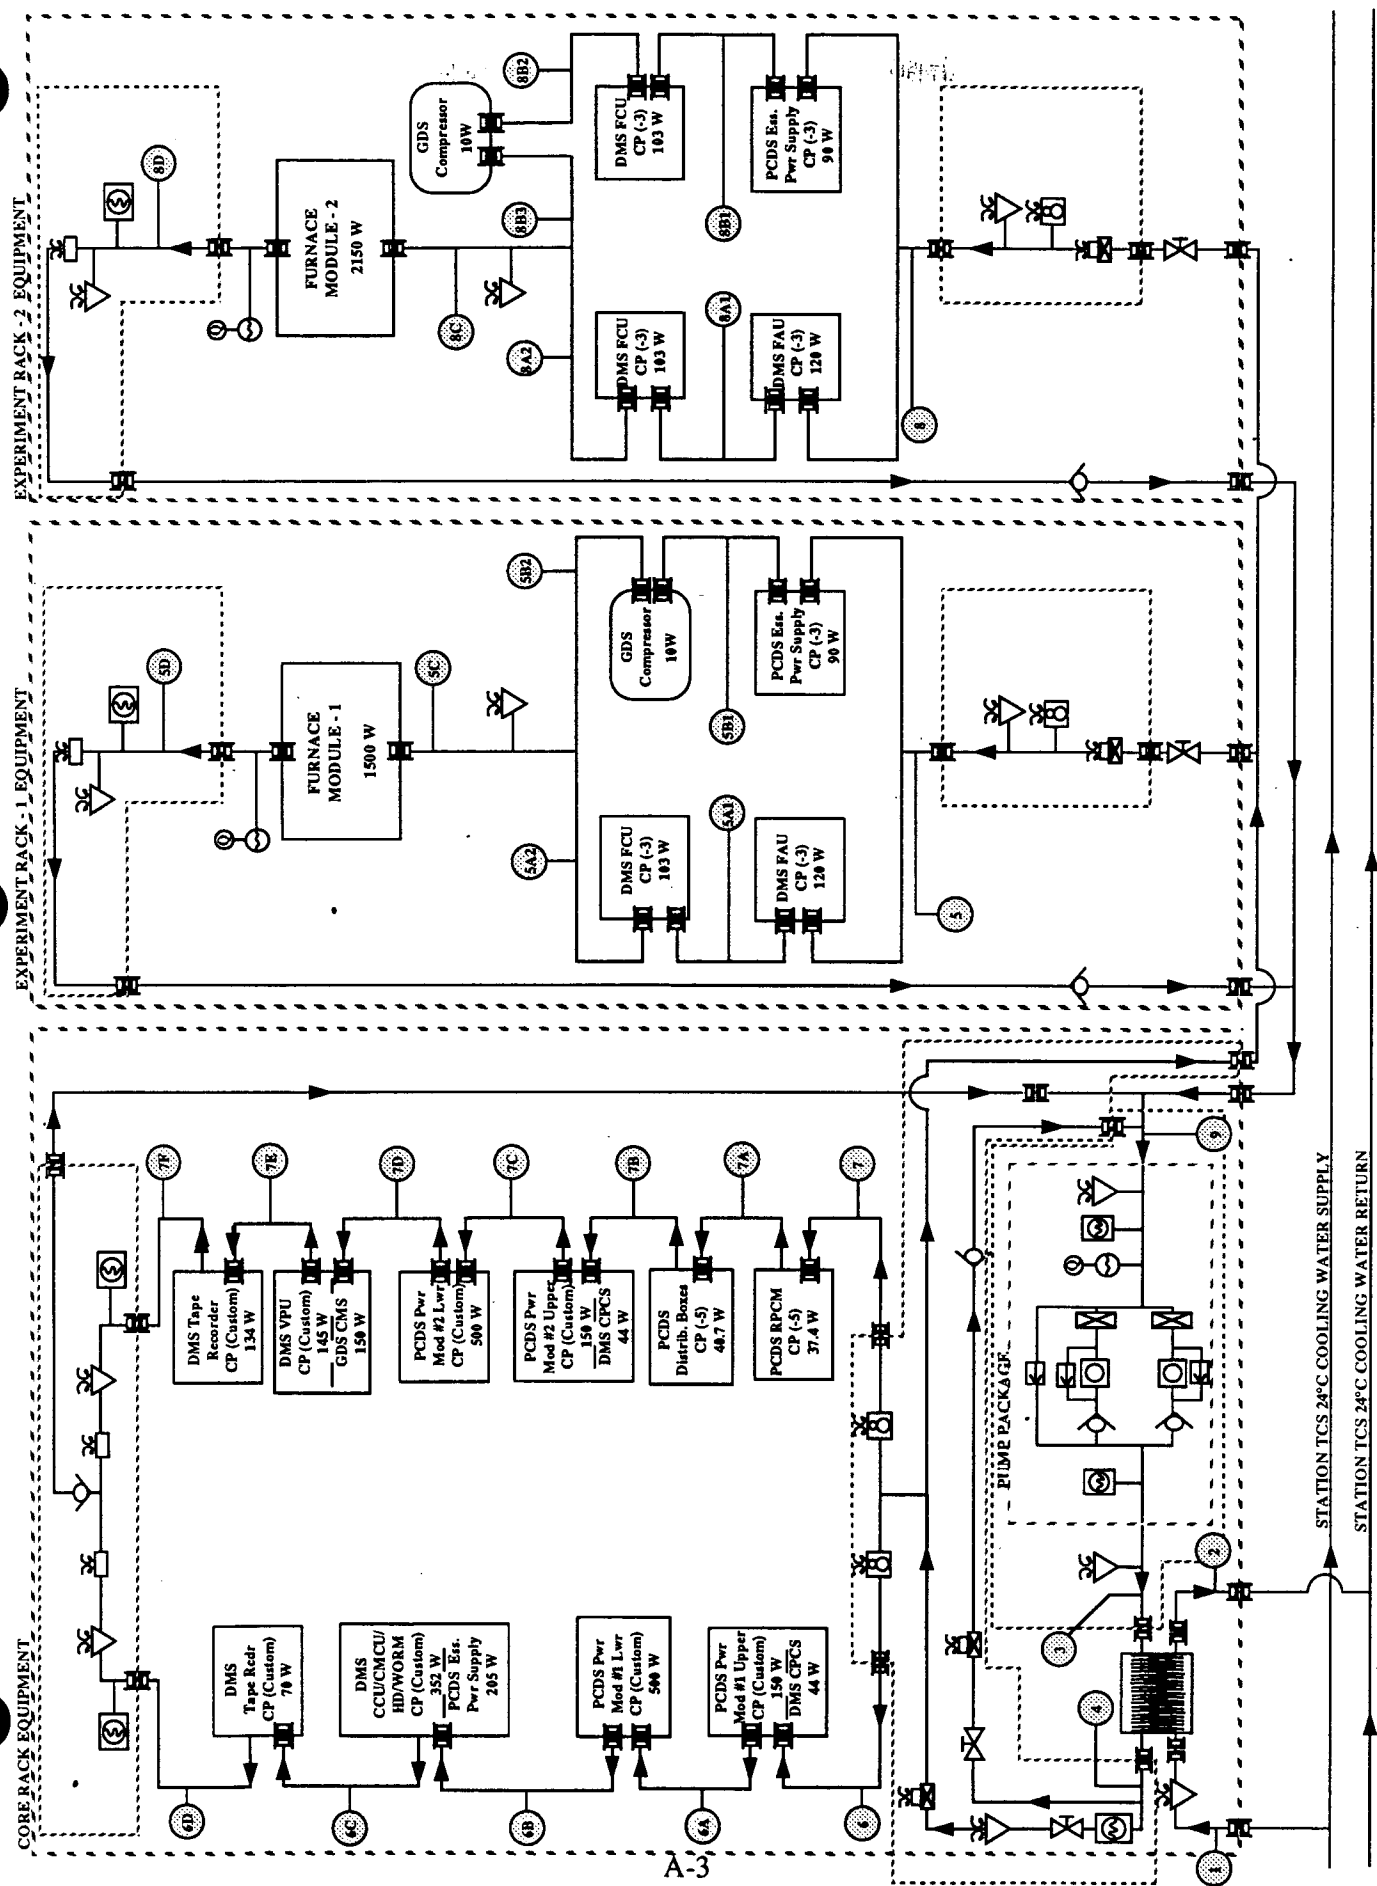 EXPERIMENT RACK - 2 EQUIPMENT
8D
FURNACE
MODULE - 2
2150 W
8C
8B3
8B2
8A2
GDS
Compressor
10W
DMS FCU
CP (-3)
103 W
PCDS Ess.
Pwr Supply
CP (-3)
90 W
8B1
8A1
DMS FCU
CP (-3)
103 W
DMS FAU
CP (-3)
120 W
8
EXPERIMENT RACK - 1 EQUIPMENT
5D
FURNACE
MODULE - 1
1500 W
5C
5B2
5A2
GDS
Compressor
10W
PCDS Ess.
Pwr Supply
CP (-3)
90 W
5B1
5A1
DMS FCU
CP (-3)
103 W
DMS FAU
CP (-3)
120 W
5
CORE RACK EQUIPMENT
7F
7E
7D
7C
7B
7A
7
DMS Tape
Recorder
CP (Custom)
134 W
DMS VPU
CP (Custom)
145 W
GDS CMS
150 W
PCDS Pwr
Mod #2 Lwr
CP (Custom)
500 W
PCDS Pwr
Mod #2 Upper
CP (Custom)
150 W
DMS CPCS
44 W
PCDS
Distrib. Boxes
CP (-5)
40.7 W
PCDS RPCM
CP (-5)
37.4 W
DMS
Tape Rcdr
CP (Custom)
70 W
DMS
CCU/CMCU/
HD/WORM
CP (Custom)
352 W
PCDS Ess.
Pwr Supply
205 W
PCDS Pwr
Mod #1 Lwr
CP (Custom)
500 W
PCDS Pwr
Mod #1 Upper
CP (Custom)
150 W
DMS CPCS
44 W
6D
6C
6B
6A
6
PUMP PACKAGE
9
3
2
4
1
STATION TCS 24°C COOLING WATER SUPPLY
STATION TCS 24°C COOLING WATER RETURN
A-3